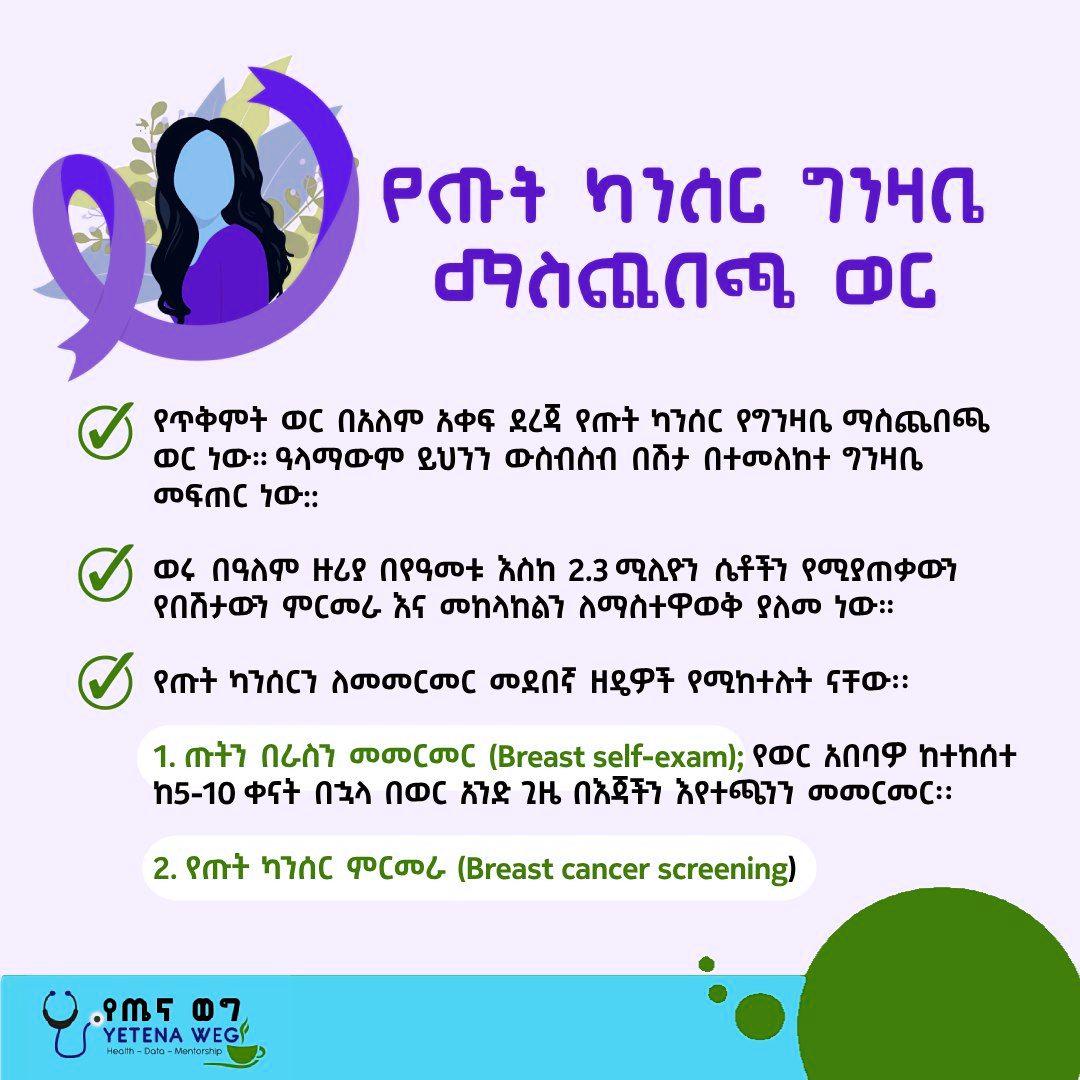 የጡት ካንሰር ግንዛቤ
ማስጨበጫ ወር
የጥቅምት ወር በአለም አቀፍ ደረጃ የጡት ካንሰር የግንዛቤ ማስጨበጫ
ወር ነው። ዓላማውም ይህንን ውስብስብ በሽታ በተመለከተ ግንዛቤ
መፍጠር ነው።
ወሩ በዓለም ዙሪያ በየዓመቱ እስከ 2.3 ሚሊዮን ሴቶችን የሚያጠቃውን
የበሽታውን ምርመራ እና መከላከልን ለማስተዋወቅ ያለመ ነው።
የጡት ካንሰርን ለመመርመር መደበኛ ዘዴዎች የሚከተሉት ናቸው፡፡
1. ጡትን በራስን መመርመር (Breast self-exam); የወር አበባዎ ከተከሰተ
ከ5-10 ቀናት በኋላ በወር አንድ ጊዜ በእጃችን እየተጫንን መመርመር፡፡
2. የጡት ካንሰር ምርመራ (Breast cancer screening)
የጤና ወግ
YETENA WEG
Health – Data – Mentorship